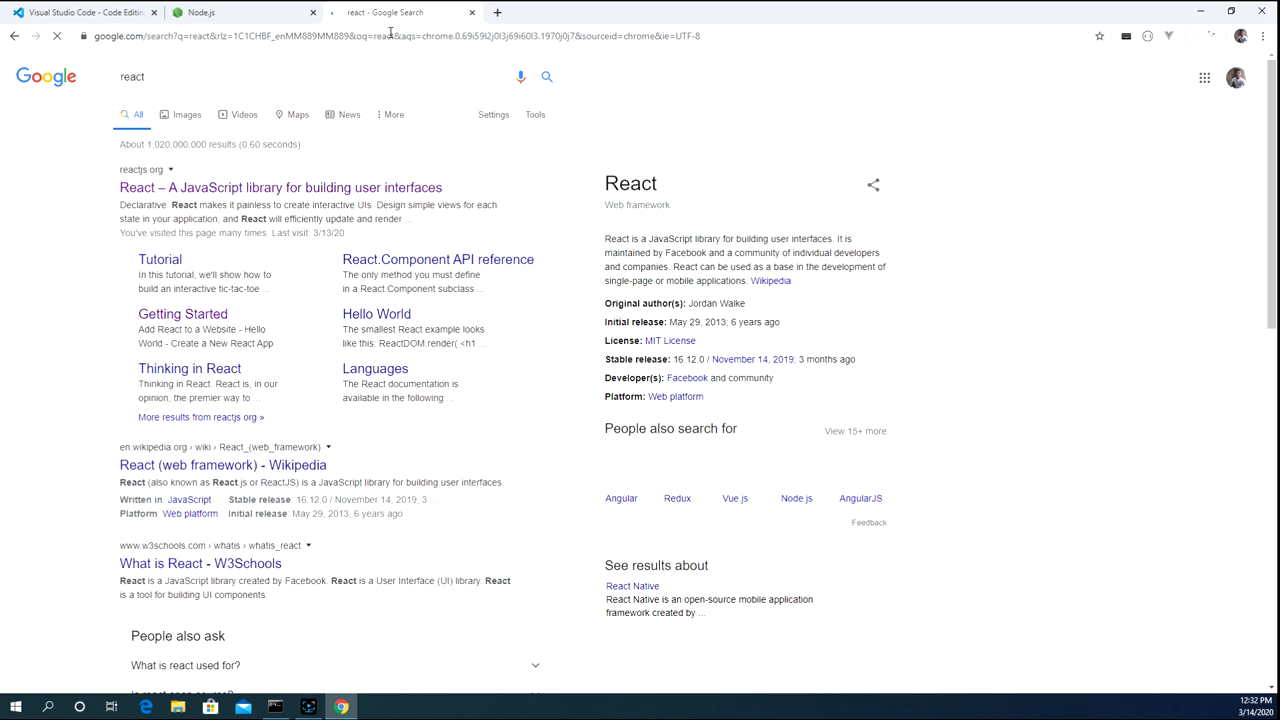 Visual Studio Code - Code Editin
Node.js
react - Google Search
google.com/search?q=react&rlz=1C1CHBF_enMM889MM889&oq=react&aqs=chrome.0.69i59l2j0l3j69i60l3.1970j0j7&sourceid=chrome&ie=UTF-8
Google
react
All
Images
Videos
Maps
News
More
Settings
Tools
About 1,020,000,000 results (0.60 seconds)
reactjs.org
React – A JavaScript library for building user interfaces
Declarative. React makes it painless to create interactive UIs. Design simple views for each
state in your application, and React will efficiently update and render ...
You've visited this page many times. Last visit: 3/13/20
Tutorial
In this tutorial, we'll show how to
build an interactive tic-tac-toe ...
React.Component API reference
The only method you must define
in a React.Component subclass ...
Getting Started
Add React to a Website - Hello
World - Create a New React App
Hello World
The smallest React example looks
like this: ReactDOM.render( <h1 ...
Thinking in React
Thinking in React. React is, in our
opinion, the premier way to ...
Languages
The React documentation is
available in the following ...
More results from reactjs.org »
en.wikipedia.org › wiki › React_(web_framework)
React (web framework) - Wikipedia
React (also known as React.js or ReactJS) is a JavaScript library for building user interfaces.
Written in: JavaScript
Stable release: 16.12.0 / November 14, 2019; 3 ...
Platform: Web platform
Initial release: May 29, 2013; 6 years ago
www.w3schools.com › whatis › whatis_react
What is React - W3Schools
React is a JavaScript library created by Facebook. React is a User Interface (UI) library. React
is a tool for building UI components.
People also ask
What is react used for?
Is react open source?
React
Web framework
React is a JavaScript library for building user interfaces. It is
maintained by Facebook and a community of individual developers
and companies. React can be used as a base in the development of
single-page or mobile applications. Wikipedia
Original author(s): Jordan Walke
Initial release: May 29, 2013; 6 years ago
License: MIT License
Stable release: 16.12.0 / November 14, 2019; 3 months ago
Developer(s): Facebook and community
Platform: Web platform
People also search for
View 15+ more
Angular
Redux
Vue.js
Node.js
AngularJS
Feedback
See results about
React Native
React Native is an open-source mobile application
framework created by ...
12:32 PM
3/14/2020